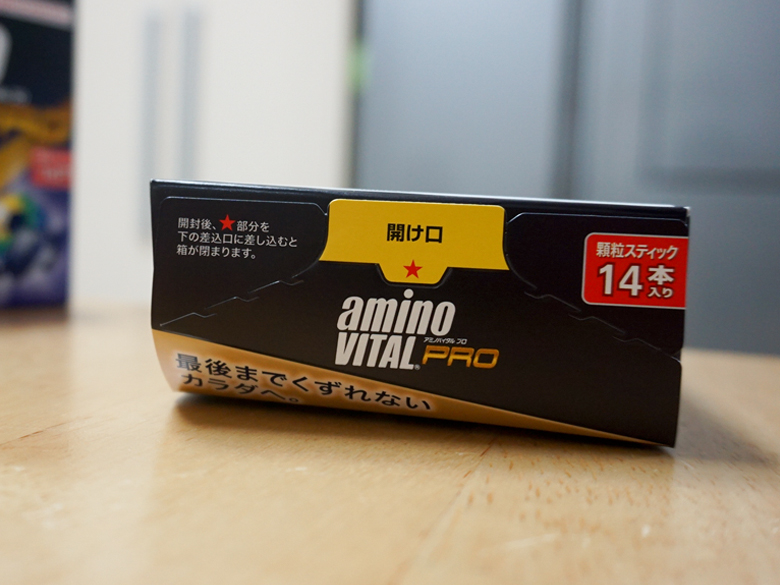 開封後、★部分を
下の差込口に差し込むと
箱が閉まります。
開け口
顆粒スティック
14本入り
amino
VITAL®
アミノバイタル プロ
PRO
最後までくずれない
カラダへ。